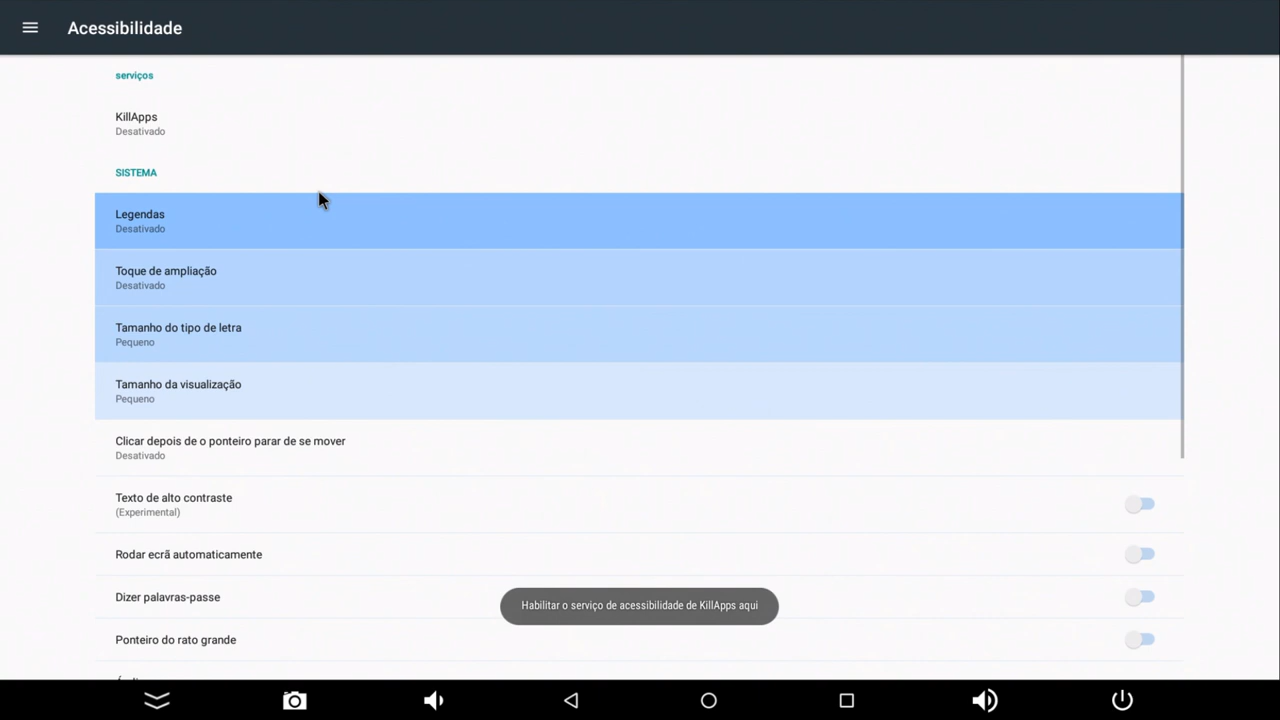 Acessibilidade
serviços
KillApps
Desativado
SISTEMA
Legendas
Desativado
Toque de ampliação
Desativado
Tamanho do tipo de letra
Pequeno
Tamanho da visualização
Pequeno
Clicar depois de o ponteiro parar de se mover
Desativado
Texto de alto contraste
(Experimental)
Rodar ecrã automaticamente
Dizer palavras-passe
Habilitar o serviço de acessibilidade de KillApps aqui
Ponteiro do rato grande